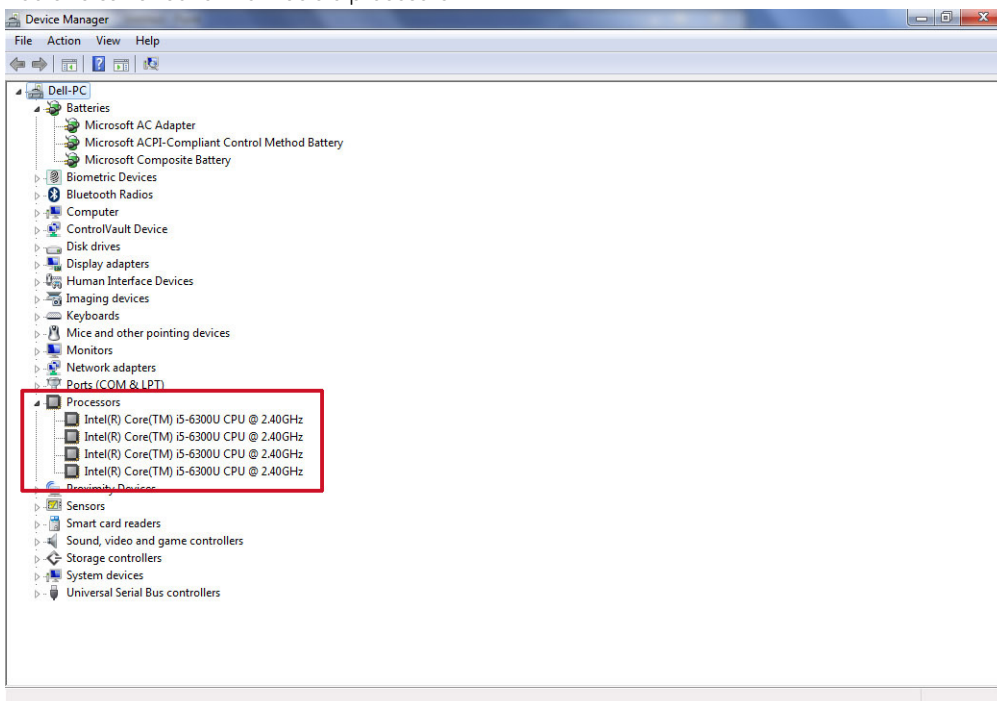 Device Manager
File Action View Help
Dell-PC
Batteries
Microsoft AC Adapter
Microsoft ACPI-Compliant Control Method Battery
Microsoft Composite Battery
Biometric Devices
Bluetooth Radios
Computer
ControlVault Device
Disk drives
Display adapters
Human Interface Devices
Imaging devices
Keyboards
Mice and other pointing devices
Monitors
Network adapters
Ports (COM & LPT)
Processors
Intel(R) Core(TM) i5-6300U CPU @ 2.40GHz
Intel(R) Core(TM) i5-6300U CPU @ 2.40GHz
Intel(R) Core(TM) i5-6300U CPU @ 2.40GHz
Intel(R) Core(TM) i5-6300U CPU @ 2.40GHz
Proximity Devices
Sensors
Smart card readers
Sound, video and game controllers
Storage controllers
System devices
Universal Serial Bus controllers